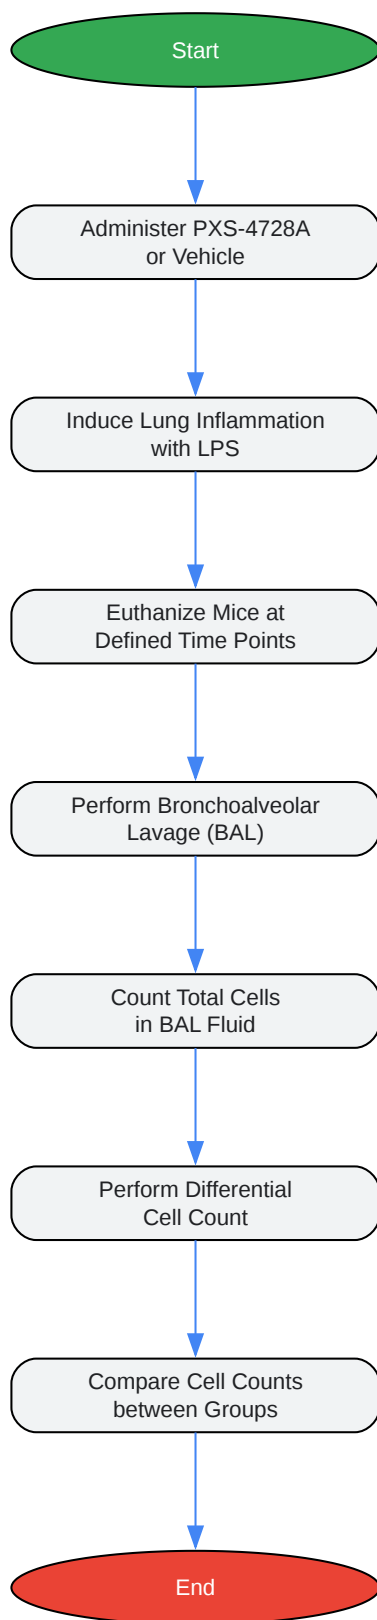 Start
Administer PXS-4728A
or Vehicle
Induce Lung Inflammation
with LPS
Euthanize Mice at
Defined Time Points
Perform Bronchoalveolar
Lavage (BAL)
Count Total Cells
in BAL Fluid
Perform Differential
Cell Count
Compare Cell Counts
between Groups
End